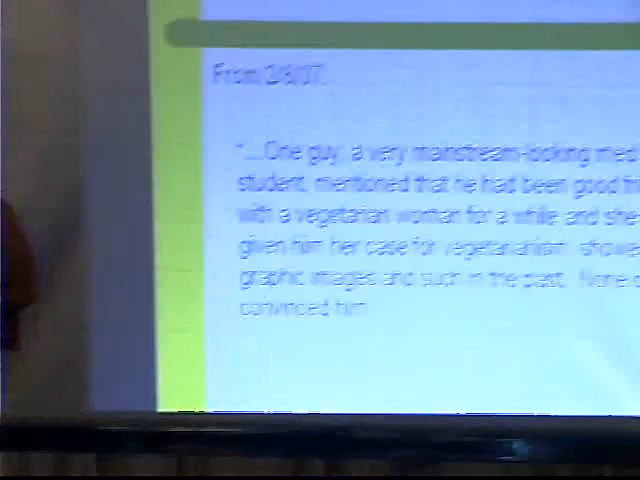 From 2/3/07:
"...One guy, a very mainstream-looking med
student, mentioned that he had been good fri
with a vegetarian woman for a while and she
given him her case for vegetarianism, showe
graphic images and such in the past. None o
convinced him